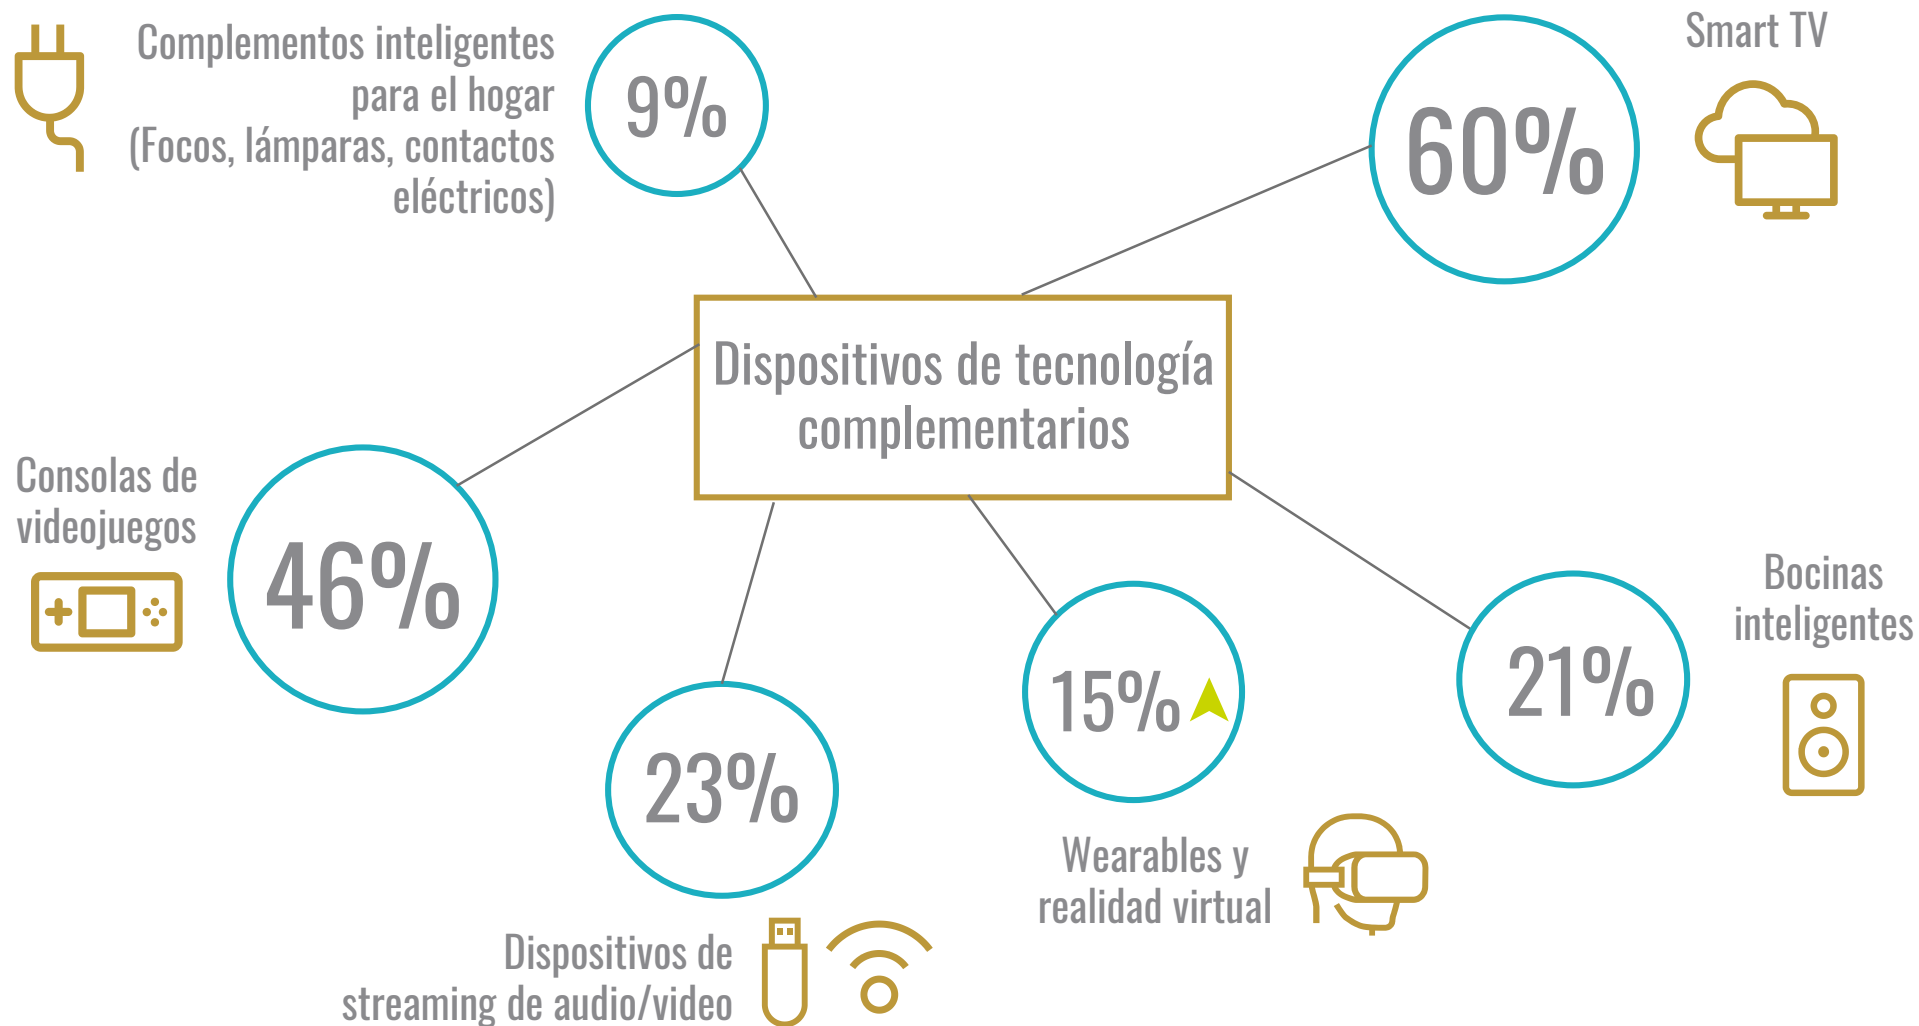 Complementos inteligentes
para el hogar
(Focos, lámparas, contactos
eléctricos)
9%
60%
Smart TV
Dispositivos de tecnología
complementarios
Consolas de
videojuegos
46%
23%
Dispositivos de
streaming de audio/video
15%
Wearables y
realidad virtual
21%
Bocinas
inteligentes